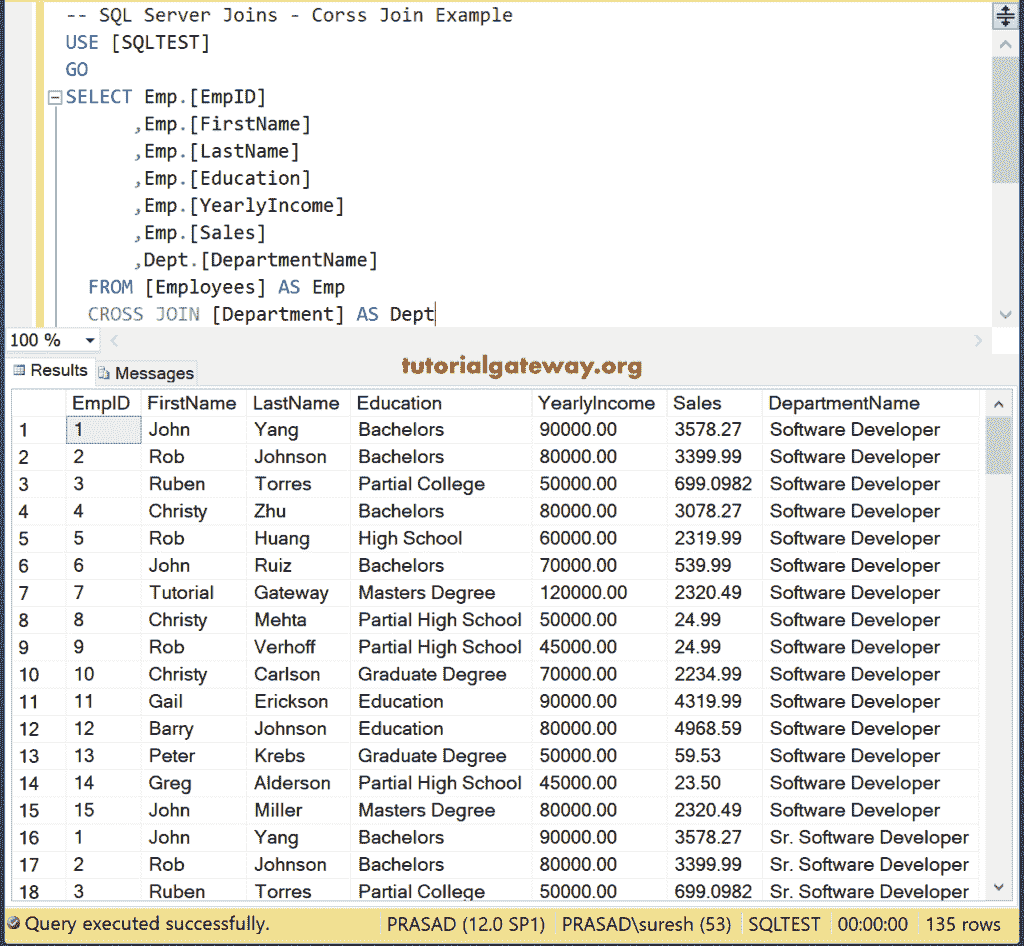 -- SQL Server Joins - Corss Join Example
USE [SQLTEST]
GO
SELECT Emp.[EmpID]
,Emp.[FirstName]
,Emp.[LastName]
,Emp.[Education]
,Emp.[YearlyIncome]
,Emp.[Sales]
,Dept.[DepartmentName]
FROM [Employees] AS Emp
CROSS JOIN [Department] AS Dept
100 %
tutorialgateway.org
Results Messages
EmpID FirstName LastName Education YearlyIncome Sales DepartmentName
1 1 John Yang Bachelors 90000.00 3578.27 Software Developer
2 2 Rob Johnson Bachelors 80000.00 3399.99 Software Developer
3 3 Ruben Torres Partial College 50000.00 699.0982 Software Developer
4 4 Christy Zhu Bachelors 80000.00 3078.27 Software Developer
5 5 Rob Huang High School 60000.00 2319.99 Software Developer
6 6 John Ruiz Bachelors 70000.00 539.99 Software Developer
7 7 Tutorial Gateway Masters Degree 120000.00 2320.49 Software Developer
8 8 Christy Mehta Partial High School 50000.00 24.99 Software Developer
9 9 Rob Verhoff Partial High School 45000.00 24.99 Software Developer
10 10 Christy Carlson Graduate Degree 70000.00 2234.99 Software Developer
11 11 Gail Erickson Education 90000.00 4319.99 Software Developer
12 12 Barry Johnson Education 80000.00 4968.59 Software Developer
13 13 Peter Krebs Graduate Degree 50000.00 59.53 Software Developer
14 14 Greg Alderson Partial High School 45000.00 23.50 Software Developer
15 15 John Miller Masters Degree 80000.00 2320.49 Software Developer
16 1 John Yang Bachelors 90000.00 3578.27 Sr. Software Developer
17 2 Rob Johnson Bachelors 80000.00 3399.99 Sr. Software Developer
18 3 Ruben Torres Partial College 50000.00 699.0982 Sr. Software Developer
Query executed successfully. PRASAD (12.0 SP1) PRASAD\suresh (53) SQLTEST 00:00:00 135 rows